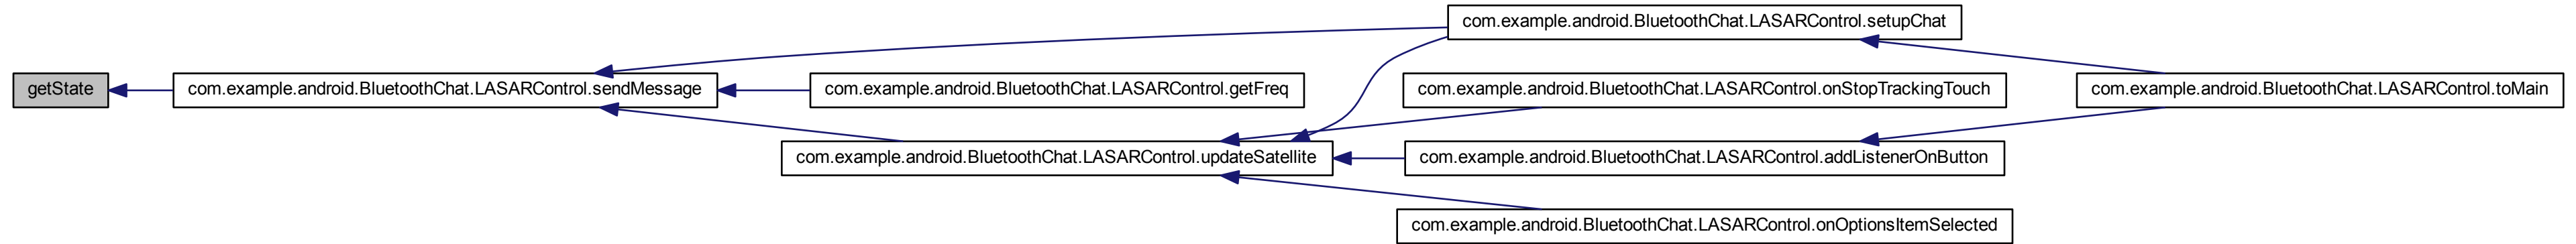 getState
com.example.android.BluetoothChat.LASARControl.sendMessage
com.example.android.BluetoothChat.LASARControl.setupChat
com.example.android.BluetoothChat.LASARControl.getFreq
com.example.android.BluetoothChat.LASARControl.updateSatellite
com.example.android.BluetoothChat.LASARControl.onStopTrackingTouch
com.example.android.BluetoothChat.LASARControl.addListenerOnButton
com.example.android.BluetoothChat.LASARControl.onOptionsItemSelected
com.example.android.BluetoothChat.LASARControl.toMain